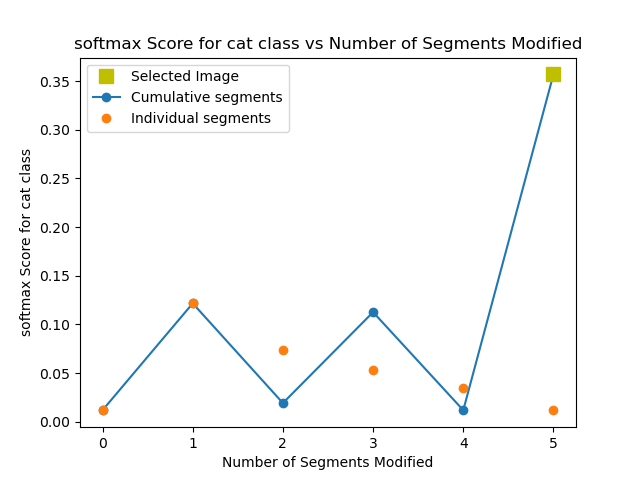 softmax Score for cat class vs Number of Segments Modified
Selected Image
Cumulative segments
Individual segments
softmax Score for cat class
0.35
0.30
0.25
0.20
0.15
0.10
0.05
0.00
0 1 2 3 4 5
Number of Segments Modified